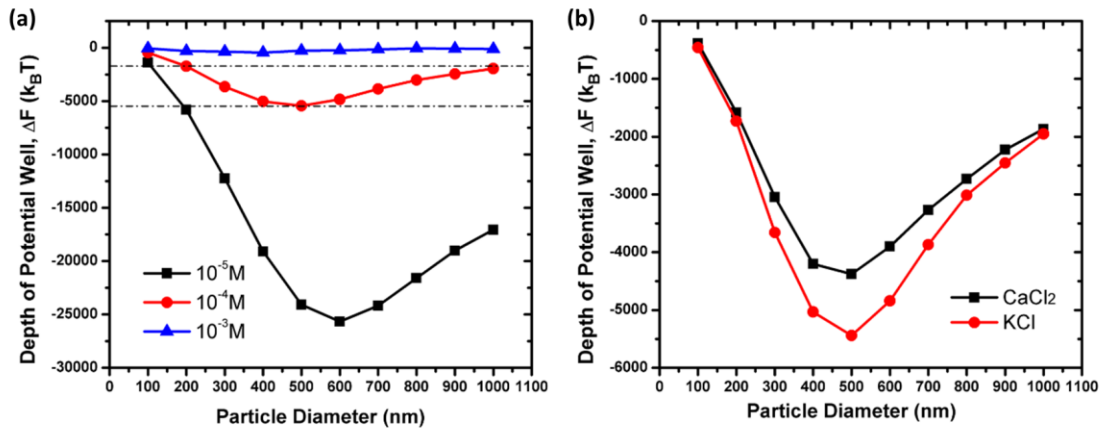 (a)
Depth of Potential Well, ΔF (kBT)
0
-5000
-10000
-15000
-20000
-25000
-30000
10⁻⁵M
10⁻⁴M
10⁻³M
0 100 200 300 400 500 600 700 800 900 1000 1100
Particle Diameter (nm)
(b)
Depth of Potential Well, ΔF (kBT)
0
-1000
-2000
-3000
-4000
-5000
-6000
CaCl₂
KCl
0 100 200 300 400 500 600 700 800 900 1000 1100
Particle Diameter (nm)